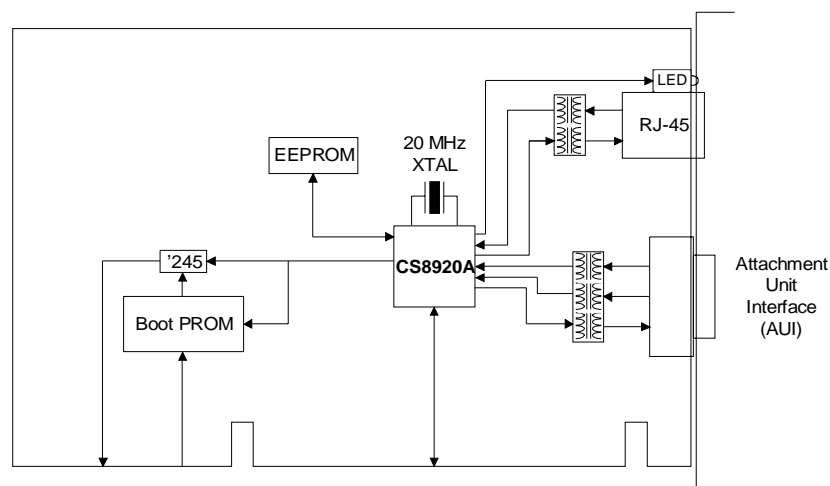 LED
RJ-45
20 MHz
XTAL
EEPROM
CS8920A
'245
Boot PROM
Attachment
Unit
Interface
(AUI)